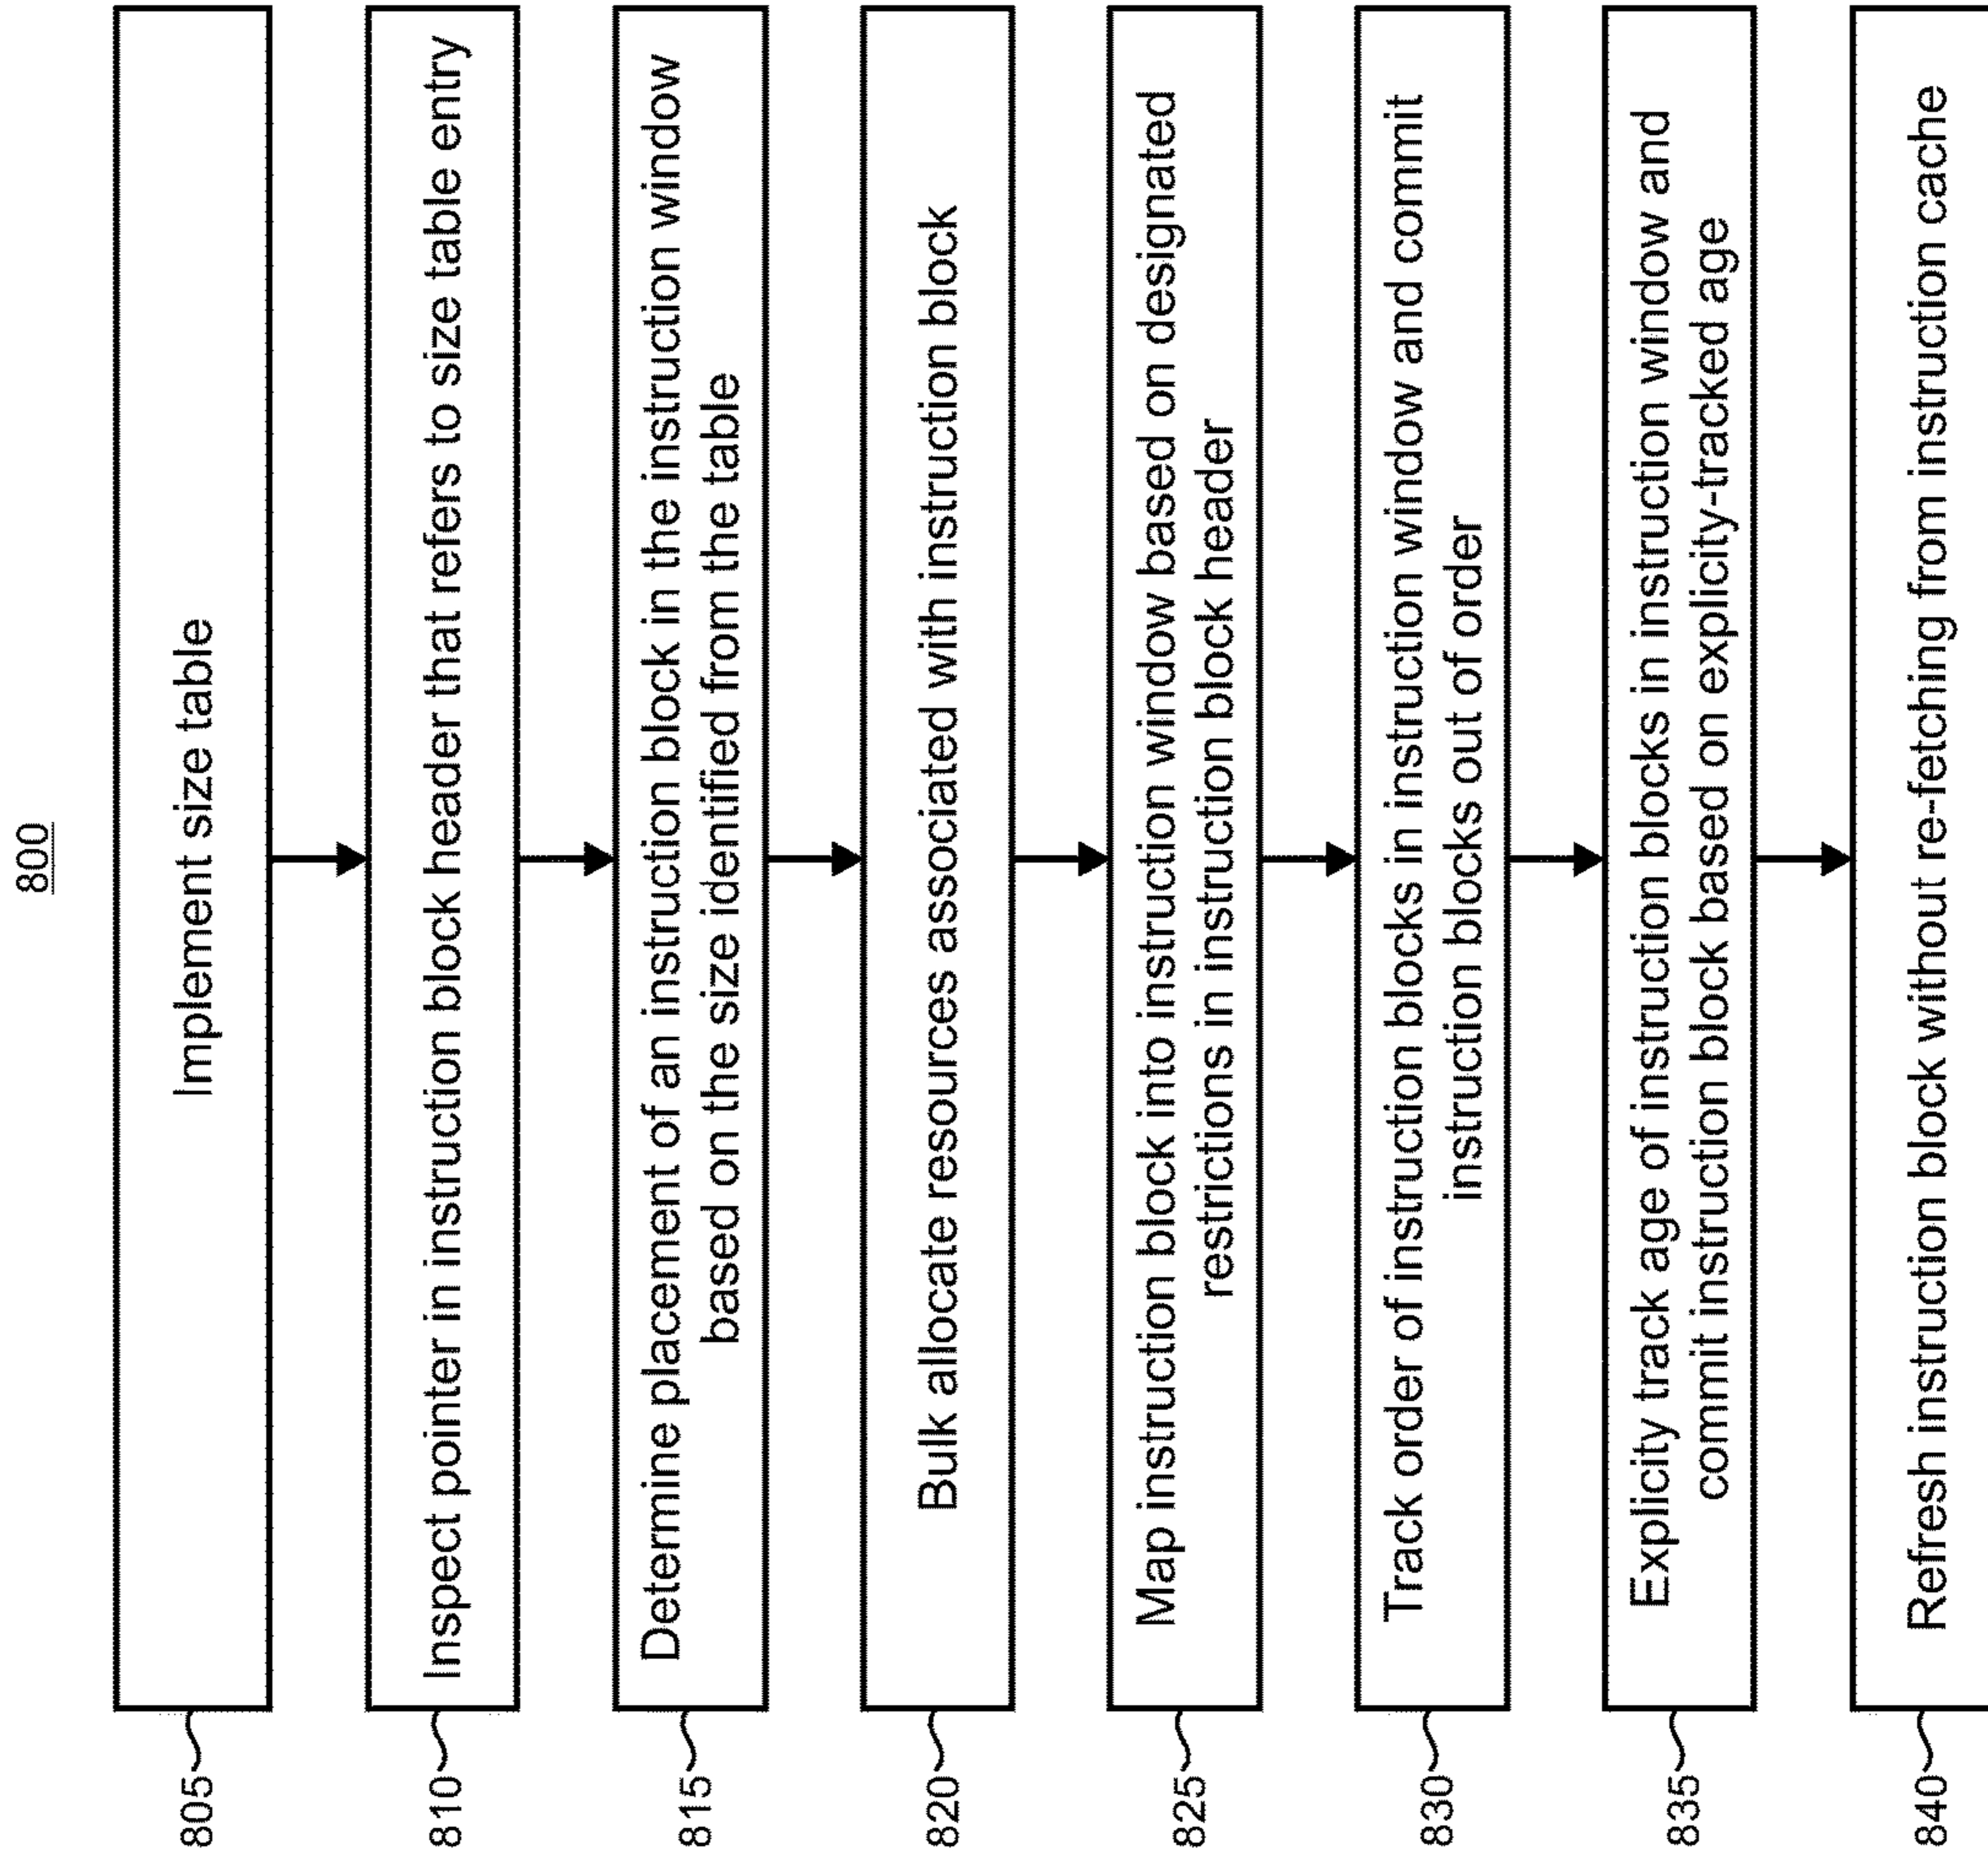 800
805
Implement size table
810
Inspect pointer in instruction block header that refers to size table entry
815
Determine placement of an instruction block in the instruction window
based on the size identified from the table
820
Bulk allocate resources associated with instruction block
825
Map instruction block into instruction window based on designated
restrictions in instruction block header
830
Track order of instruction blocks in instruction window and commit
instruction blocks out of order
835
Explicity track age of instruction blocks in instruction window and
commit instruction block based on explicity-tracked age
840
Refresh instruction block without re-fetching from instruction cache